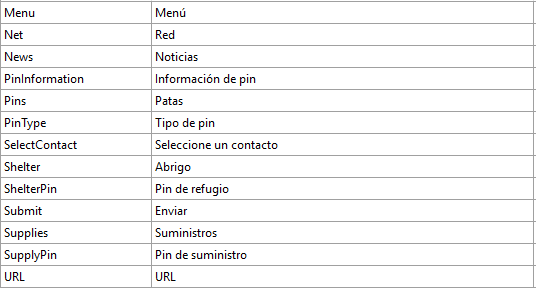 Menu Menú
Net Red
News Noticias
PinInformation Información de pin
Pins Patas
PinType Tipo de pin
SelectContact Seleccione un contacto
Shelter Abrigo
ShelterPin Pin de refugio
Submit Enviar
Supplies Suministros
SupplyPin Pin de suministro
URL URL